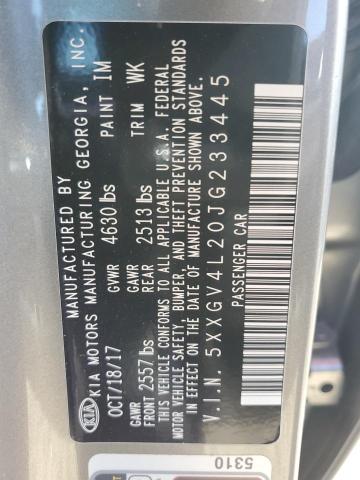 MANUFACTURED BY
KIA KIA MOTORS MANUFACTURING GEORGIA, INC.
OCT/18/17 GVWR 4630 lbs PAINT IM
GAWR FRONT 2557 lbs GAWR REAR 2513 lbs TRIM WK
THIS VEHICLE CONFORMS TO ALL APPLICABLE U.S.A. FEDERAL
MOTOR VEHICLE SAFETY, BUMPER, AND THEFT PREVENTION STANDARDS
IN EFFECT ON THE DATE OF MANUFACTURE SHOWN ABOVE.
V.I.N. 5XXGV4L20JG233445
PASSENGER CAR
5310